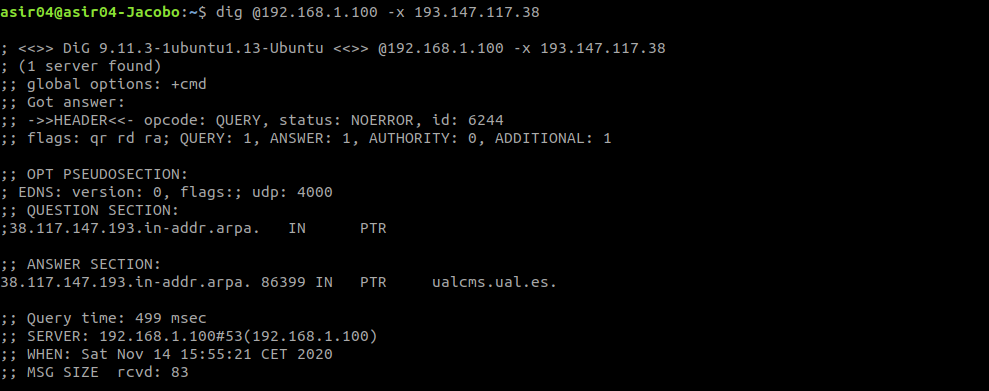 asir04@asir04-Jacobo:~$ dig @192.168.1.100 -x 193.147.117.38
; <<>> DiG 9.11.3-1ubuntu1.13-Ubuntu <<>> @192.168.1.100 -x 193.147.117.38
; (1 server found)
;; global options: +cmd
;; Got answer:
;; ->>HEADER<<- opcode: QUERY, status: NOERROR, id: 6244
;; flags: qr rd ra; QUERY: 1, ANSWER: 1, AUTHORITY: 0, ADDITIONAL: 1
;; OPT PSEUDOSECTION:
; EDNS: version: 0, flags:; udp: 4000
;; QUESTION SECTION:
;38.117.147.193.in-addr.arpa. IN PTR
;; ANSWER SECTION:
38.117.147.193.in-addr.arpa. 86399 IN PTR ualcms.ual.es.
;; Query time: 499 msec
;; SERVER: 192.168.1.100#53(192.168.1.100)
;; WHEN: Sat Nov 14 15:55:21 CET 2020
;; MSG SIZE rcvd: 83